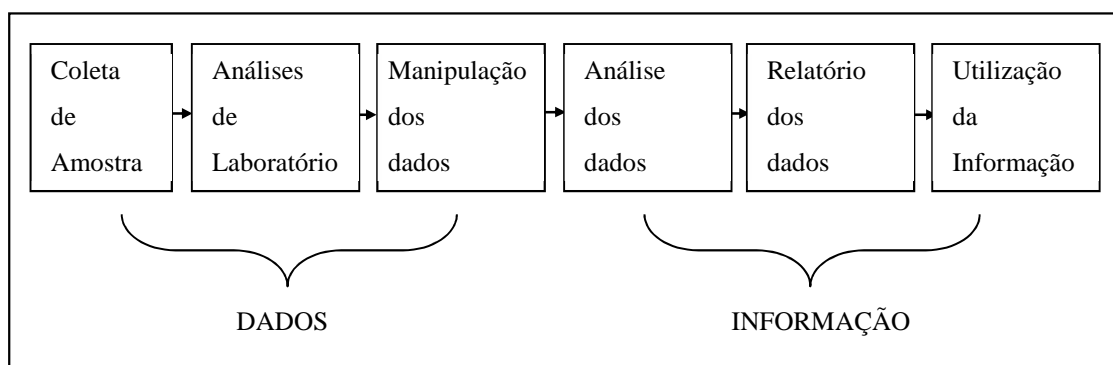 Coleta
de
Amostra
Análises
de
Laboratório
Manipulação
dos
dados
Análise
dos
dados
Relatório
dos
dados
Utilização
da
Informação
DADOS
INFORMAÇÃO